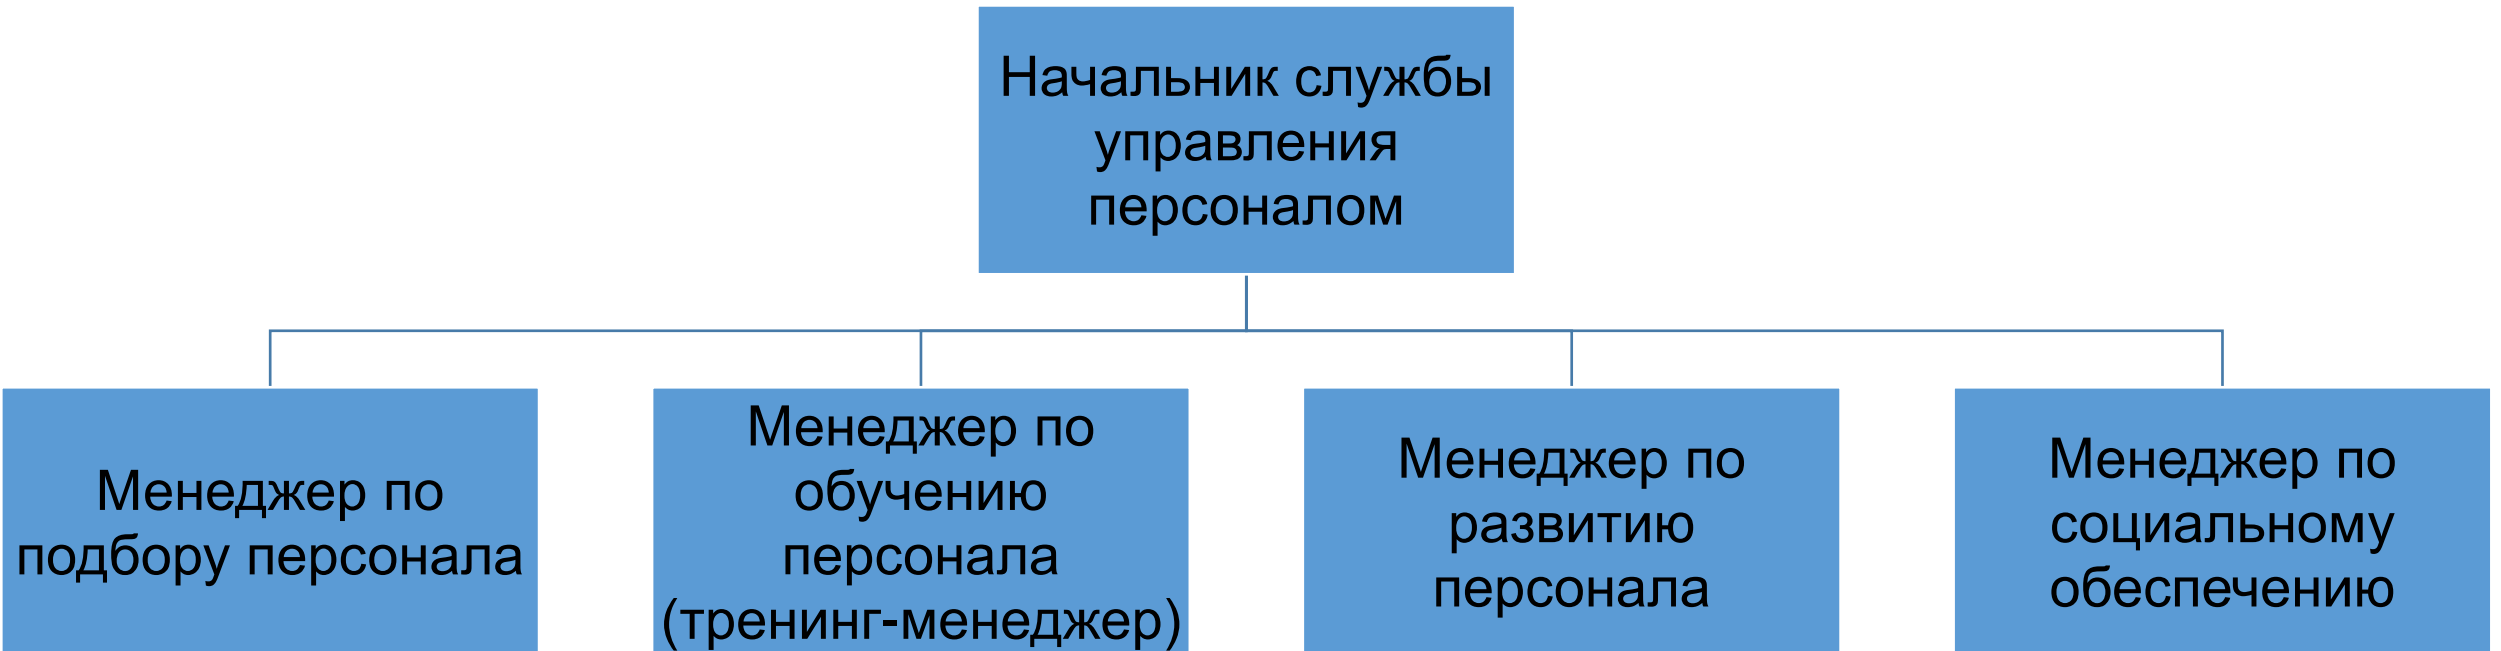 Начальник службы
управления
персоналом
Менеджер по
подбору персонала
Менеджер по
обучению
персонала
(тренинг-менеджер)
Менеджер по
развитию
персонала
Менеджер по
социальному
обеспечению